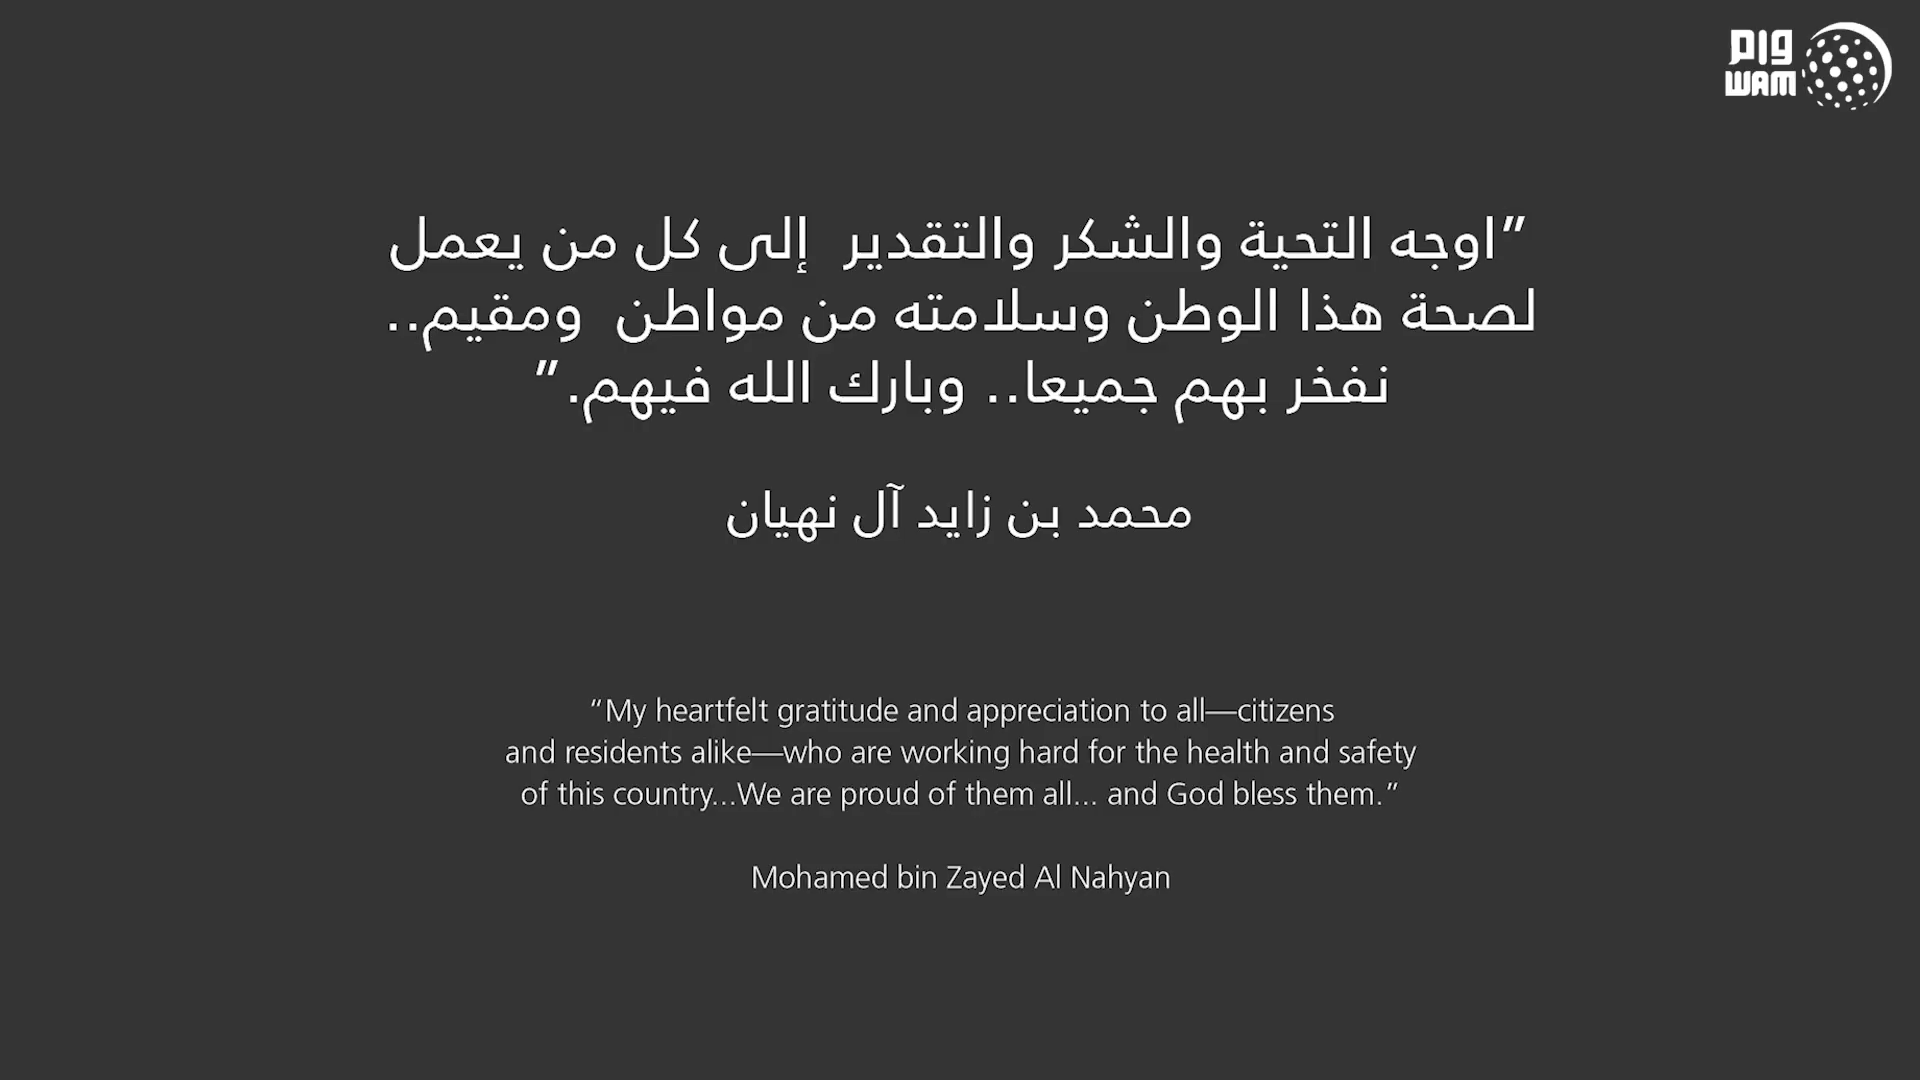 وام
WAM
”اوجه التحية والشكر والتقدير إلى كل من يعمل
لصحة هذا الوطن وسلامته من مواطن ومقيم..
نفخر بهم جميعا.. وبارك الله فيهم.”
محمد بن زايد آل نهيان
“My heartfelt gratitude and appreciation to all—citizens
and residents alike—who are working hard for the health and safety
of this country...We are proud of them all... and God bless them.”
Mohamed bin Zayed Al Nahyan